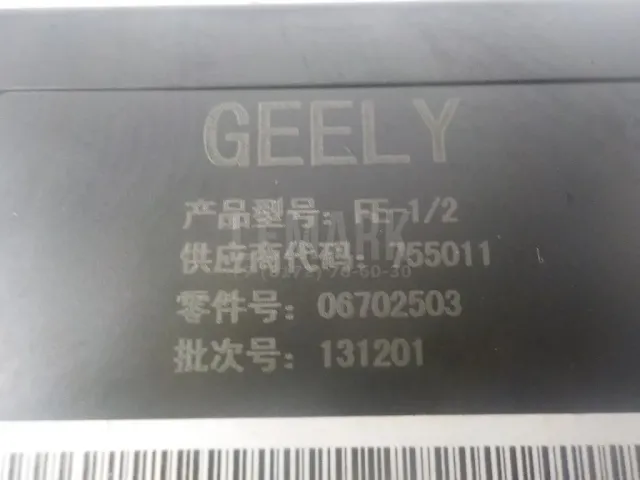 GEELY
产品型号: FE-1/2
供应商代码: 755011
零件号: 06702503
批次号: 131201